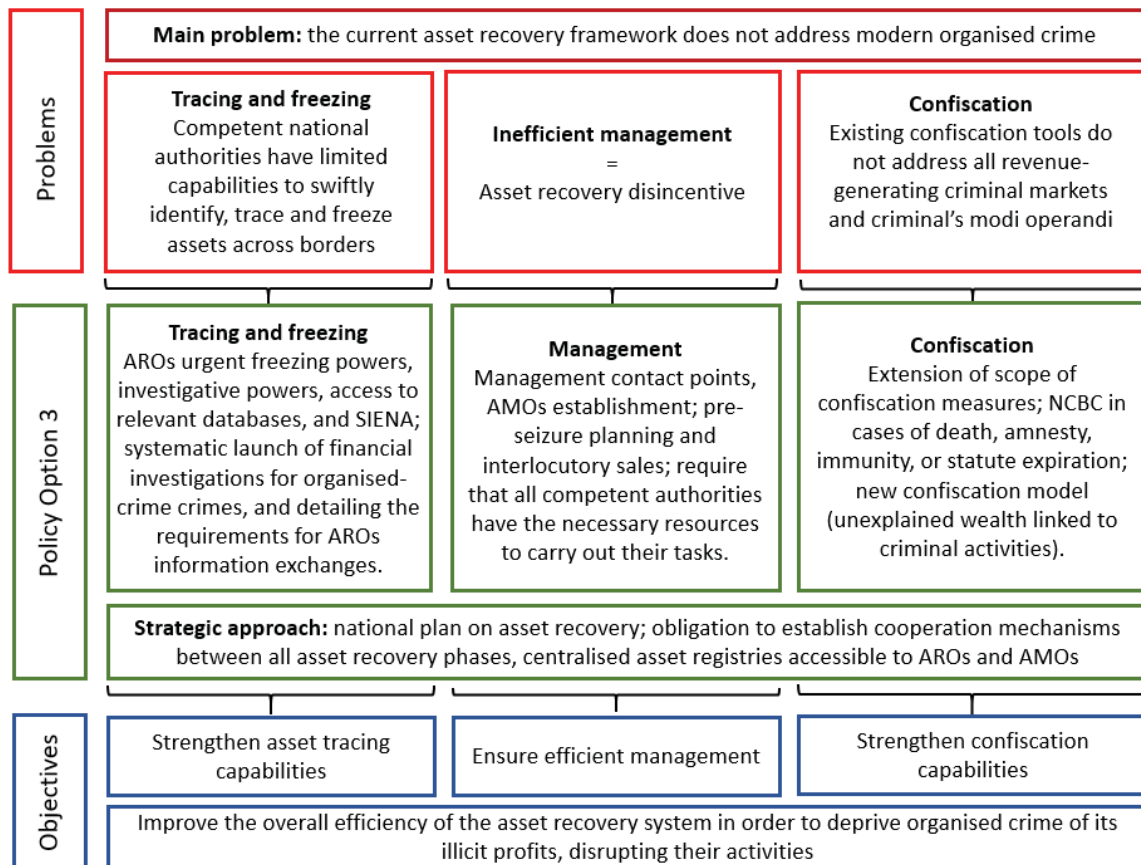 Problems
Main problem: the current asset recovery framework does not address modern organised crime
Tracing and freezing
Competent national
authorities have limited
capabilities to swiftly
identify, trace and freeze
assets across borders
Inefficient management
=
Asset recovery disincentive
Confiscation
Existing confiscation tools do
not address all revenue-
generating criminal markets
and criminal's modi operandi
Policy Option 3
Tracing and freezing
AROs urgent freezing powers,
investigative powers, access to
relevant databases, and SIENA;
systematic launch of financial
investigations for organised-
crime crimes, and detailing the
requirements for AROs
information exchanges.
Management
Management contact points,
AMOs establishment; pre-
seizure planning and
interlocutory sales; require
that all competent authorities
have the necessary resources
to carry out their tasks.
Confiscation
Extension of scope of
confiscation measures; NCBC in
cases of death, amnesty,
immunity, or statute expiration;
new confiscation model
(unexplained wealth linked to
criminal activities).
Strategic approach: national plan on asset recovery; obligation to establish cooperation mechanisms
between all asset recovery phases, centralised asset registries accessible to AROs and AMOs
Objectives
Strengthen asset tracing
capabilities
Ensure efficient management
Strengthen confiscation
capabilities
Improve the overall efficiency of the asset recovery system in order to deprive organised crime of its
illicit profits, disrupting their activities